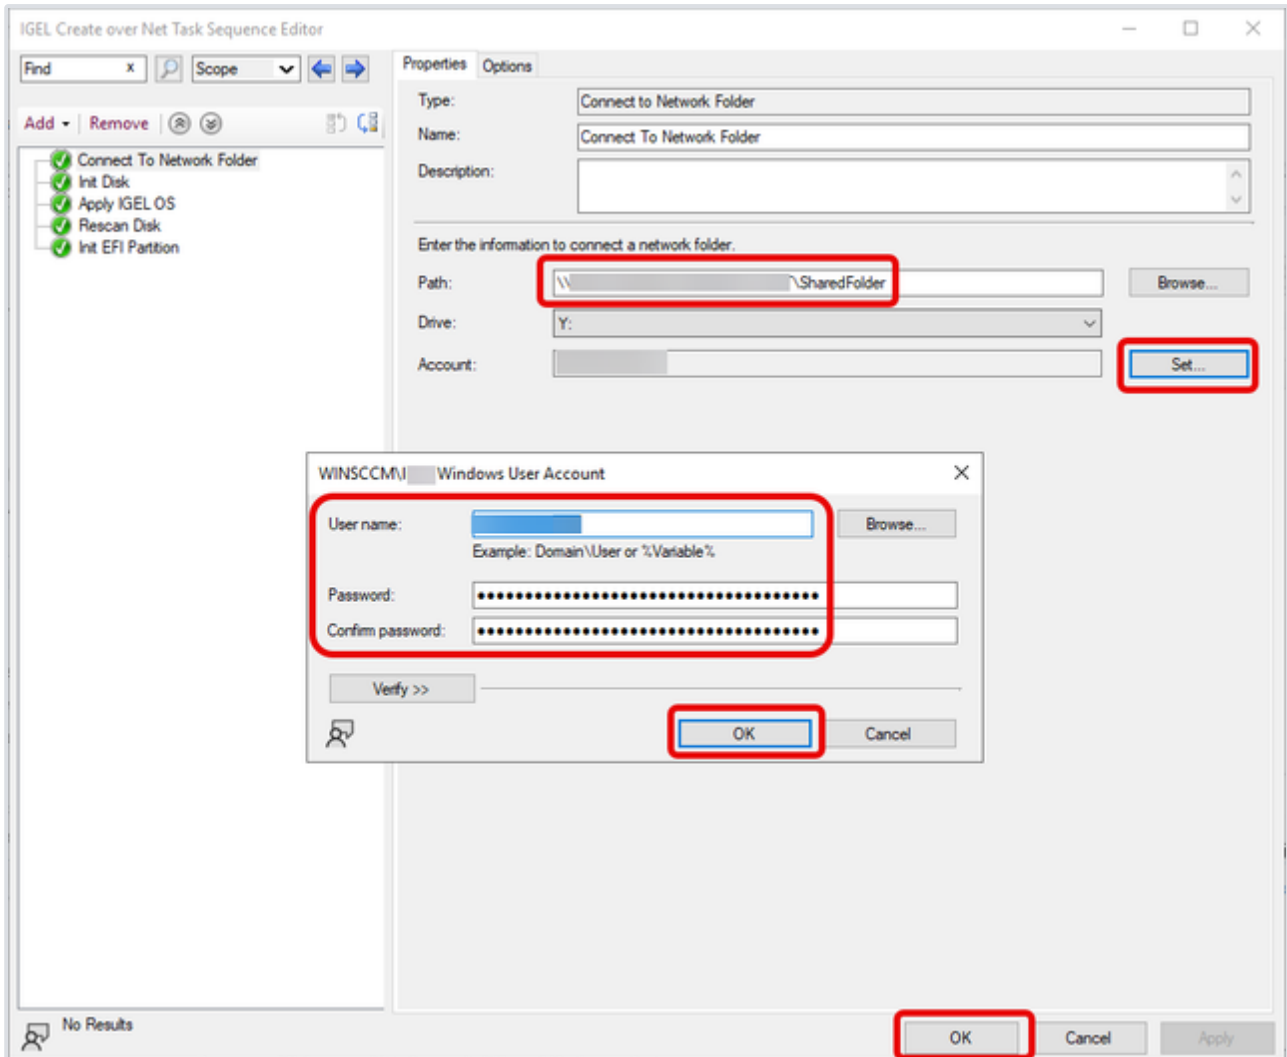 IGEL Create over Net Task Sequence Editor
Find x Scope
Properties Options
Add Remove
Type: Connect to Network Folder
Name: Connect To Network Folder
Description:
Connect To Network Folder
Init Disk
Apply IGEL OS
Rescan Disk
Init EFI Partition
Enter the information to connect a network folder.
Path: \\ \SharedFolder Browse...
Drive: Y:
Account: Set...
WINSCCM\I Windows User Account
User name: Browse...
Example: Domain\User or %Variable%
Password:
Confirm password:
Verify >>
OK Cancel
No Results
OK Cancel Apply